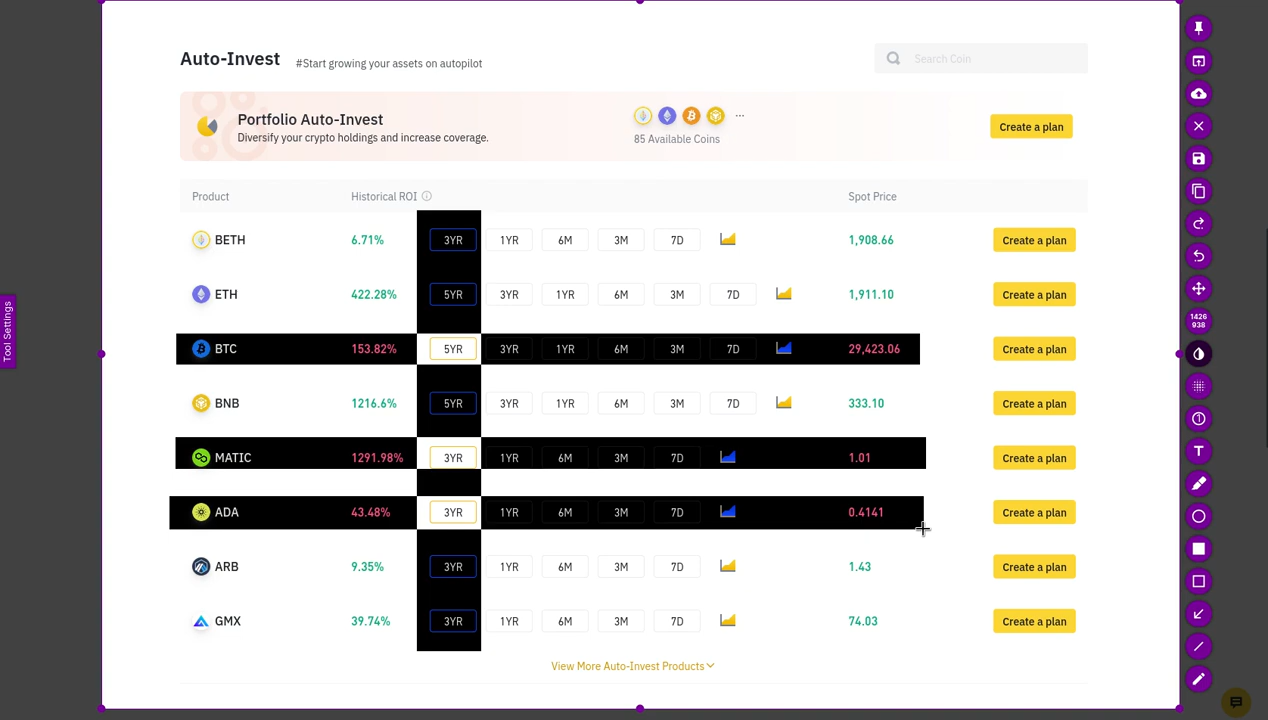 Auto-Invest #Start growing your assets on autopilot Search Coin
Portfolio Auto-Invest
Diversify your crypto holdings and increase coverage.
...
85 Available Coins
Create a plan
Product Historical ROI Spot Price
BETH 6.71% 3YR 1YR 6M 3M 7D 1,908.66 Create a plan
ETH 422.28% 5YR 3YR 1YR 6M 3M 7D 1,911.10 Create a plan
BTC 153.82% 5YR 3YR 1YR 6M 3M 7D 29,423.06 Create a plan
BNB 1216.6% 5YR 3YR 1YR 6M 3M 7D 333.10 Create a plan
MATIC 1291.98% 3YR 1YR 6M 3M 7D 1.01 Create a plan
ADA 43.48% 3YR 1YR 6M 3M 7D 0.4141 Create a plan
ARB 9.35% 3YR 1YR 6M 3M 7D 1.43 Create a plan
GMX 39.74% 3YR 1YR 6M 3M 7D 74.03 Create a plan
View More Auto-Invest Products
Tool Settings
1426
938
T